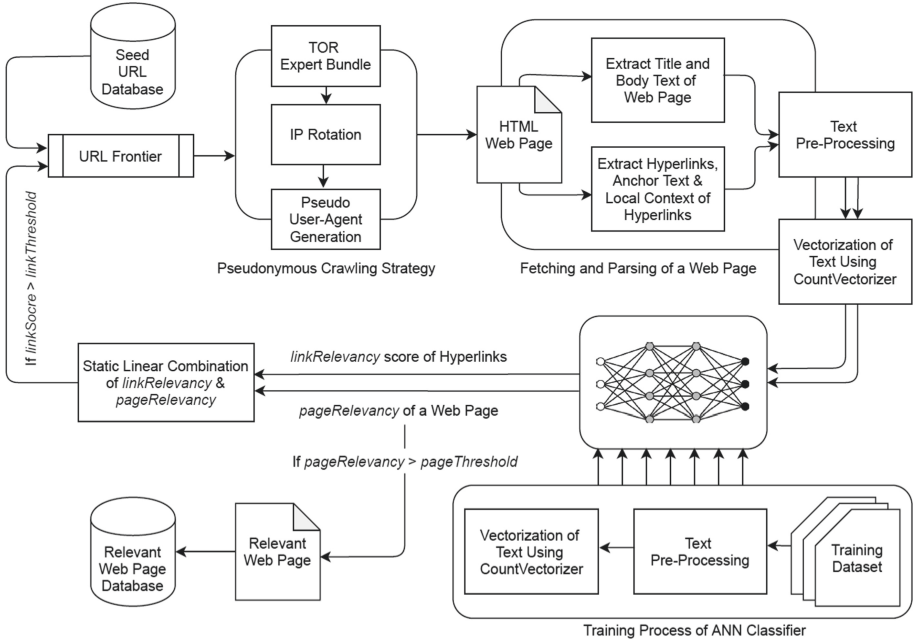 Seed
URL
Database
URL Frontier
TOR
Expert Bundle
IP Rotation
Pseudo
User-Agent
Generation
Pseudonymous Crawling Strategy
HTML
Web Page
Extract Title and
Body Text of
Web Page
Extract Hyperlinks,
Anchor Text &
Local Context of
Hyperlinks
Fetching and Parsing of a Web Page
Text
Pre-Processing
Vectorization of
Text Using
CountVectorizer
If linkSocre > linkThreshold
Static Linear Combination
of linkRelevancy &
pageRelevancy
linkRelevancy score of Hyperlinks
pageRelevancy of a Web Page
If pageRelevancy > pageThreshold
Relevant
Web Page
Database
Relevant
Web Page
Vectorization of
Text Using
CountVectorizer
Text
Pre-Processing
Training
Dataset
Training Process of ANN Classifier